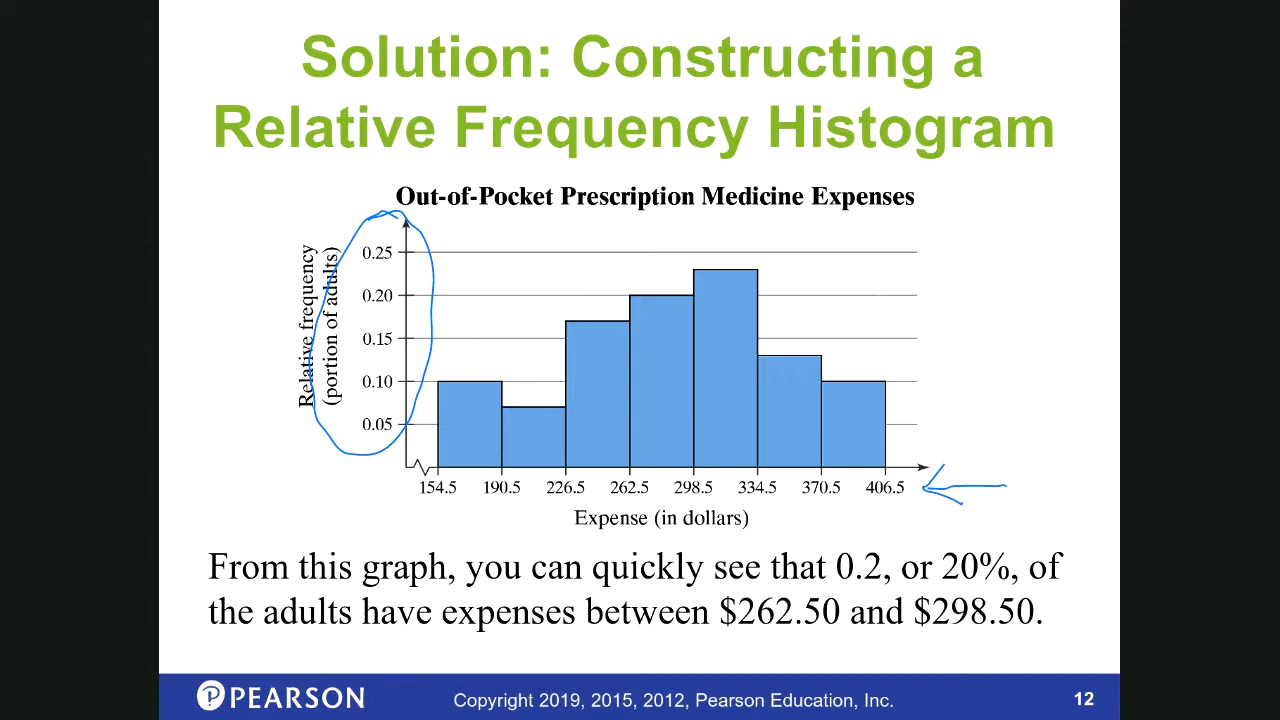 Solution: Constructing a
Relative Frequency Histogram
Out-of-Pocket Prescription Medicine Expenses
Relative frequency
(portion of adults)
0.25
0.20
0.15
0.10
0.05
154.5 190.5 226.5 262.5 298.5 334.5 370.5 406.5
Expense (in dollars)
From this graph, you can quickly see that 0.2, or 20%, of
the adults have expenses between $262.50 and $298.50.
PEARSON Copyright 2019, 2015, 2012, Pearson Education, Inc. 12